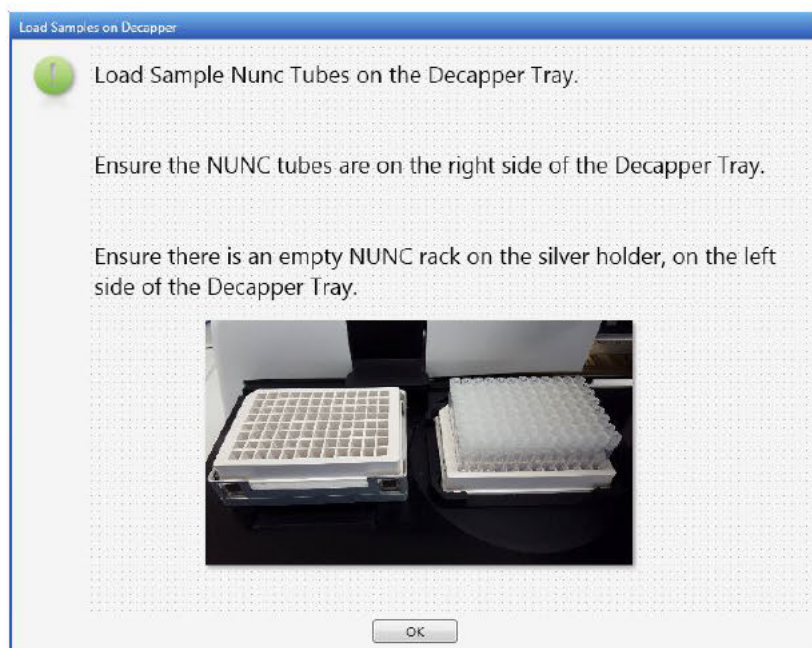 Load Samples on Decapper
Load Sample Nunc Tubes on the Decapper Tray.
Ensure the NUNC tubes are on the right side of the Decapper Tray.
Ensure there is an empty NUNC rack on the silver holder, on the left
side of the Decapper Tray.
OK